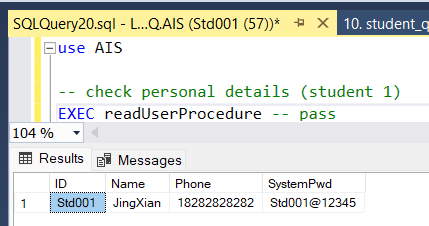 SQLQuery20.sql - L...Q.AIS (Std001 (57))*
10. student_q
use AIS
-- check personal details (student 1)
EXEC readUserProcedure -- pass
104 %
Results Messages
ID Name Phone SystemPwd
1 Std001 JingXian 18282828282 Std001@12345